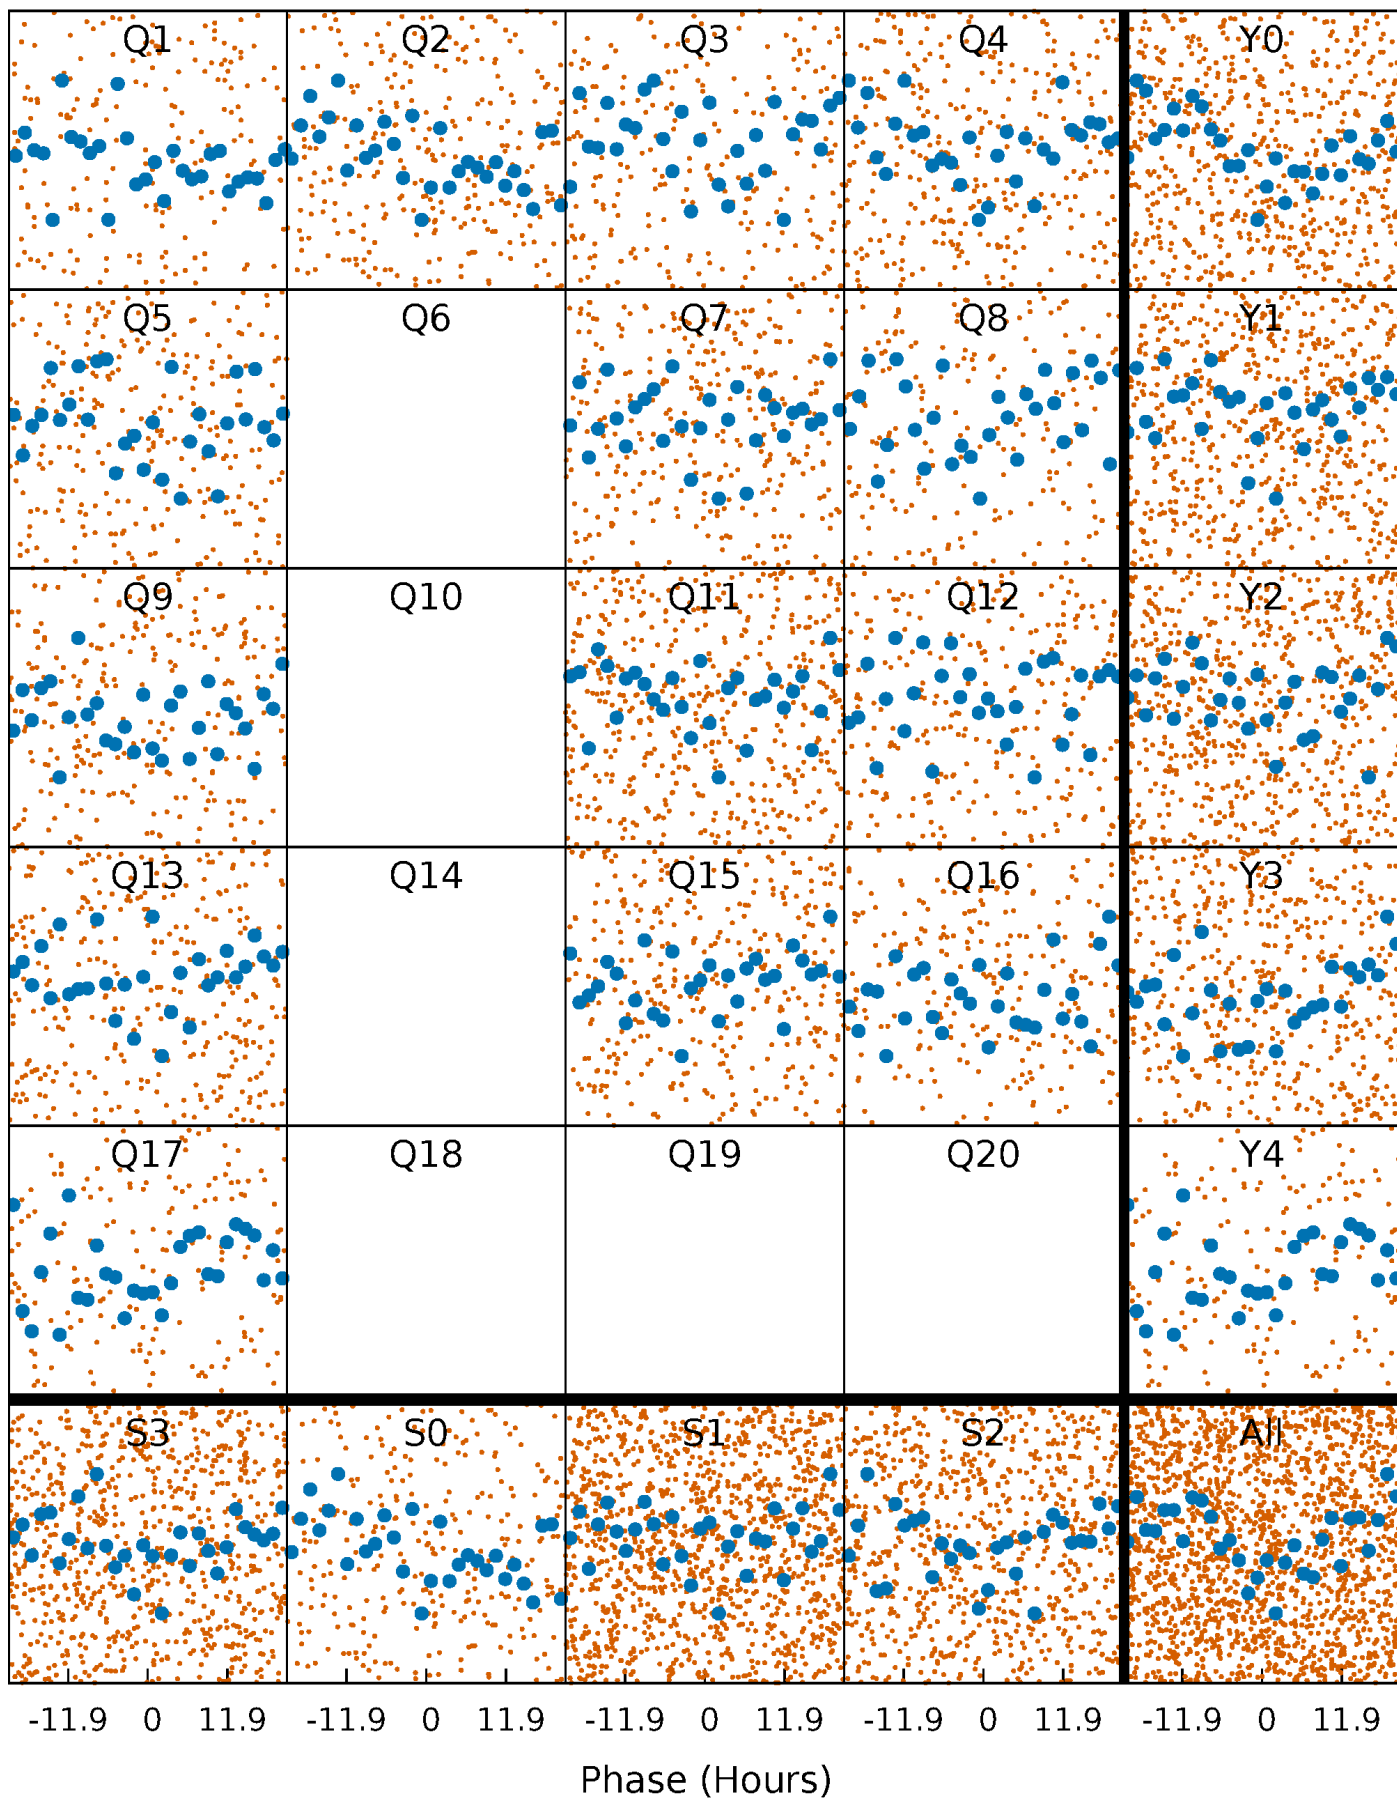 Q1 Q2 Q3 Q4 Y0
Q5 Q6 Q7 Q8 Y1
Q9 Q10 Q11 Q12 Y2
Q13 Q14 Q15 Q16 Y3
Q17 Q18 Q19 Q20 Y4
S3 S0 S1 S2 All
-11.9 0 11.9 -11.9 0 11.9 -11.9 0 11.9 -11.9 0 11.9 -11.9 0 11.9
Phase (Hours)